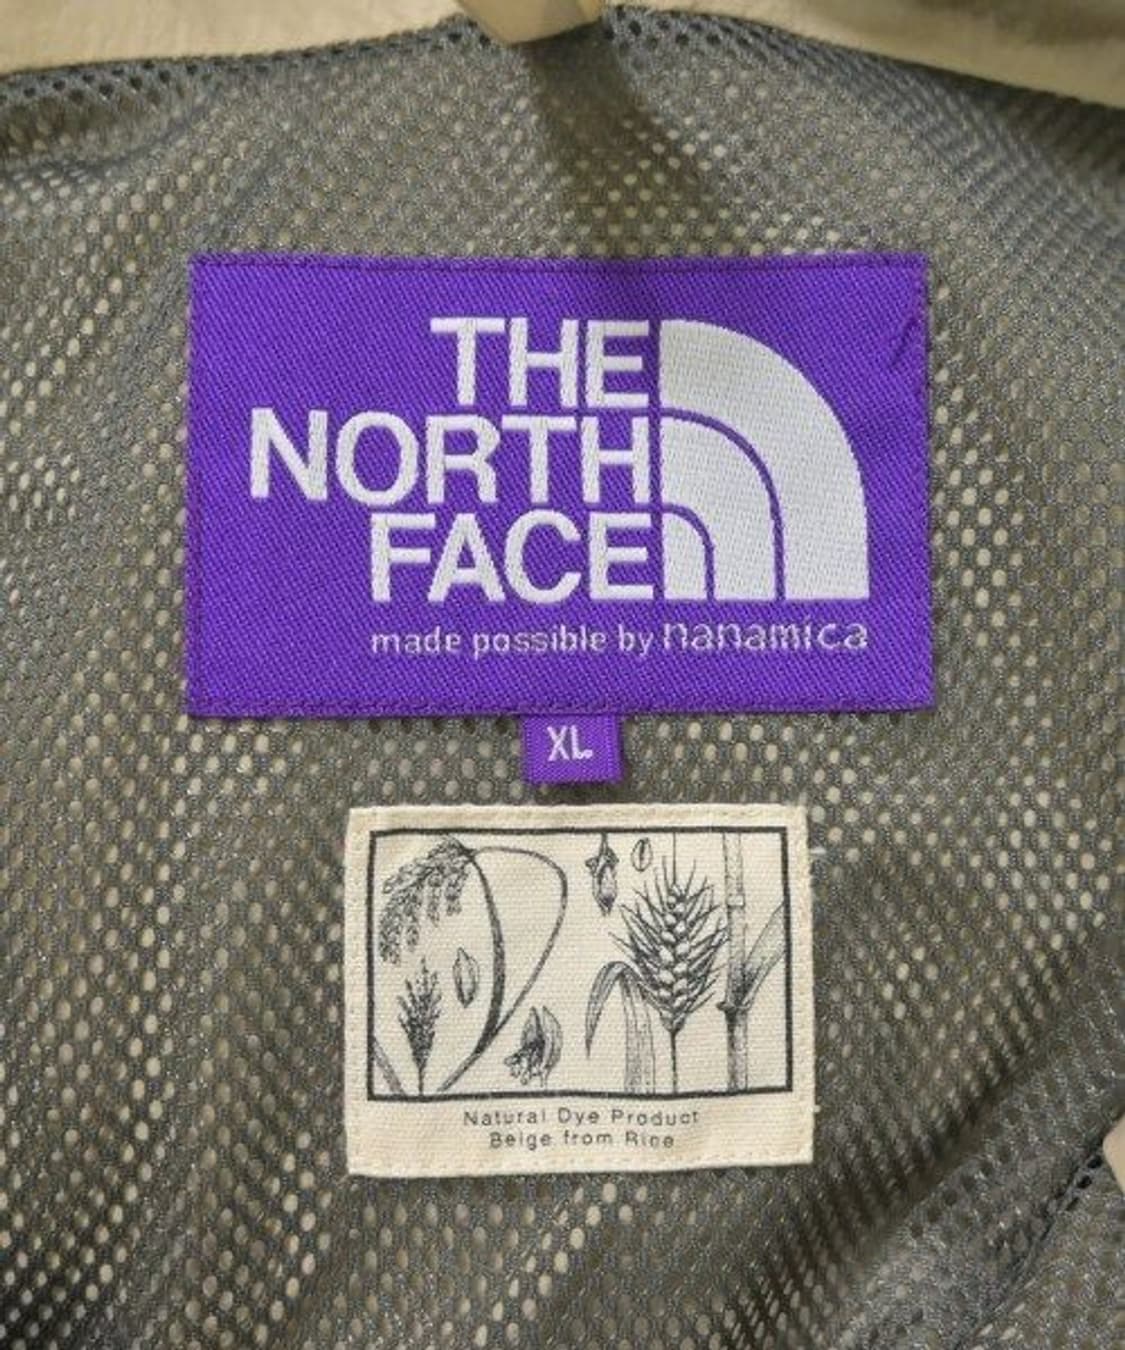 THE
NORTH
FACE
made possible by nanamica
XL
Natural Dye Product
Beige from Rice